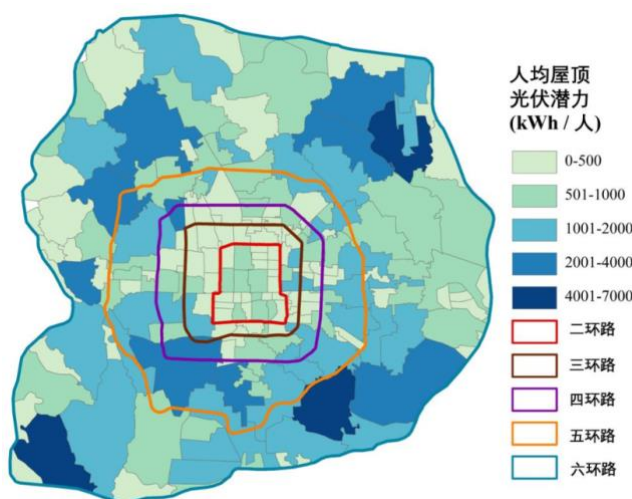 人均屋顶
光伏潜力
(kWh / 人)
0-500
501-1000
1001-2000
2001-4000
4001-7000
二环路
三环路
四环路
五环路
六环路